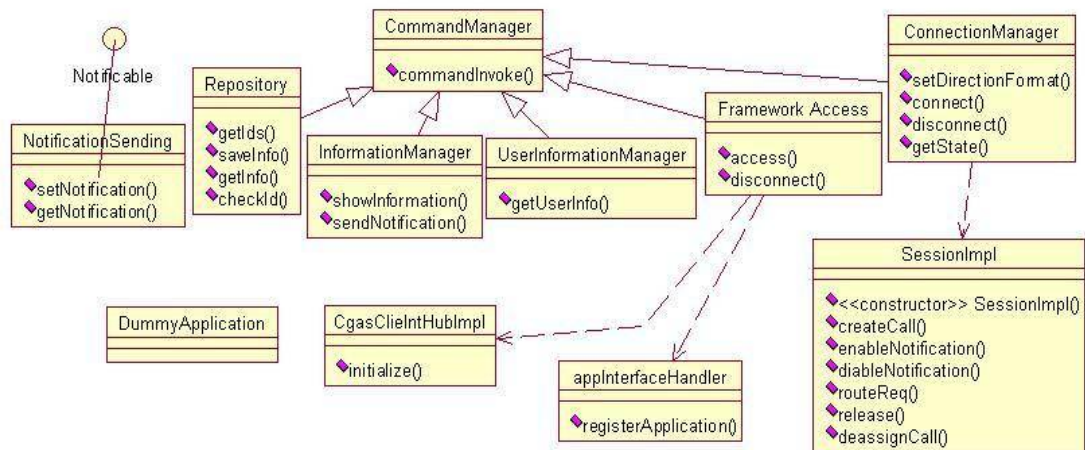 Notificable
NotificationSending
setNotification()
getNotification()
Repository
getIds()
saveInfo()
getInfo()
checkId()
CommandManager
commandInvoke()
InformationManager
showInformation()
sendNotification()
UserInformationManager
getUserInfo()
Framework Access
access()
disconnect()
ConnectionManager
setDirectionFormat()
connect()
disconnect()
getState()
DummyApplication
CgasClieIntHubImpl
initialize()
appInterfaceHandler
registerApplication()
SessionImpl
<<constructor>> SessionImpl()
createCall()
enableNotification()
diableNotification()
routeReq()
release()
deassignCall()